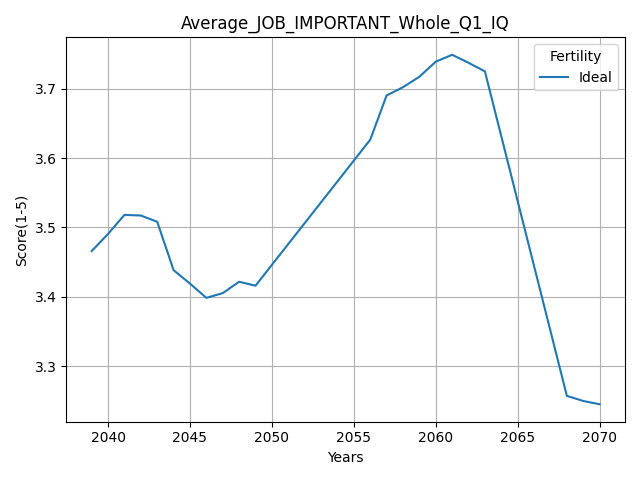 Average_JOB_IMPORTANT_Whole_Q1_IQ
Fertility
Ideal
Score(1-5)
3.7
3.6
3.5
3.4
3.3
2040 2045 2050 2055 2060 2065 2070
Years